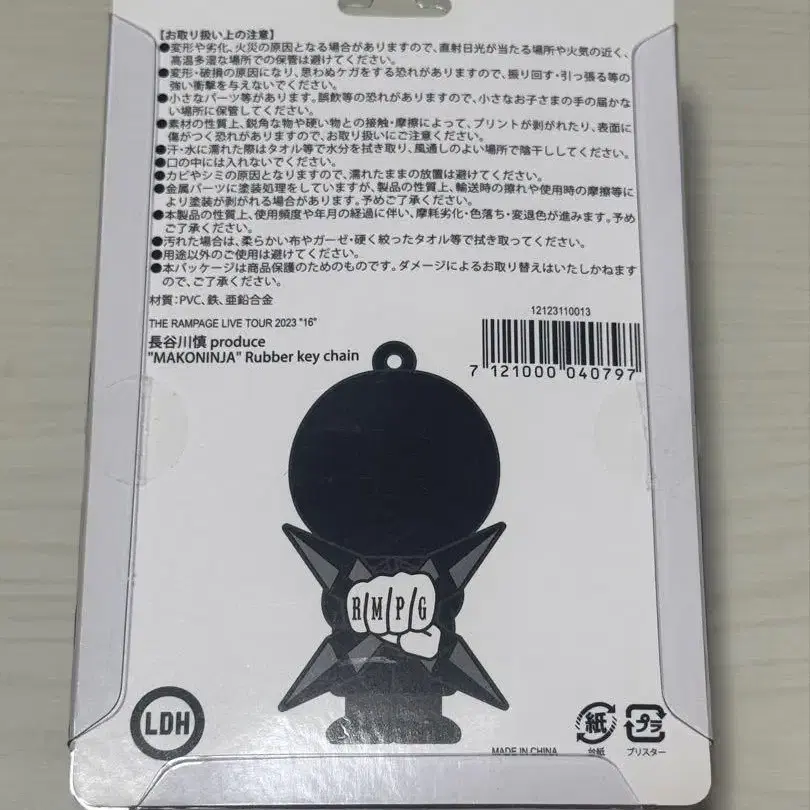 【お取り扱い上の注意】
●変形や劣化、火災の原因となる場合がありますので、直射日光が当たる場所や火気の近く、
高温多湿な場所での保管は避けてください。
●変形・破損の原因になり、思わぬケガをする恐れがありますので、振り回す・引っ張る等の
強い衝撃を与えないでください。
●小さなパーツ等があります。誤飲等の恐れがありますので、小さなお子さまの手の届かな
い場所に保管してください。
●素材の性質上、鋭角な物や硬い物との接触・摩擦によって、プリントが剥がれたり、表面に
傷がつく恐れがありますので、お取り扱いにご注意ください。
●汗・水に濡れた際はタオル等で水分を拭き取り、風通しのよい場所で陰干ししてください。
●口の中には入れないでください。
●カビやシミの原因となりますので、濡れたままの放置は避けてください。
●金属パーツに塗装処理をしていますが、製品の性質上、輸送時の擦れや使用時の摩擦等に
より塗装が剥がれる場合があります。予めご了承ください。
●本製品の性質上、使用頻度や年月の経過に伴い、摩耗劣化・色落ち・変退色が進みます。予め
ご了承ください。
●汚れた場合は、柔らかい布やガーゼ・硬く絞ったタオル等で拭き取ってください。
●用途以外のご使用は避けてください。
●本パッケージは商品保護のためのものです。ダメージによるお取り替えはいたしかねます
ので、ご了承ください。
材質:PVC、鉄、亜鉛合金
12123110013
THE RAMPAGE LIVE TOUR 2023 "16"
長谷川慎 produce
"MAKONINJA" Rubber key chain
7 121000 040797
RMPG
LDH
MADE IN CHINA
紙
台紙
プラ
ブリスター